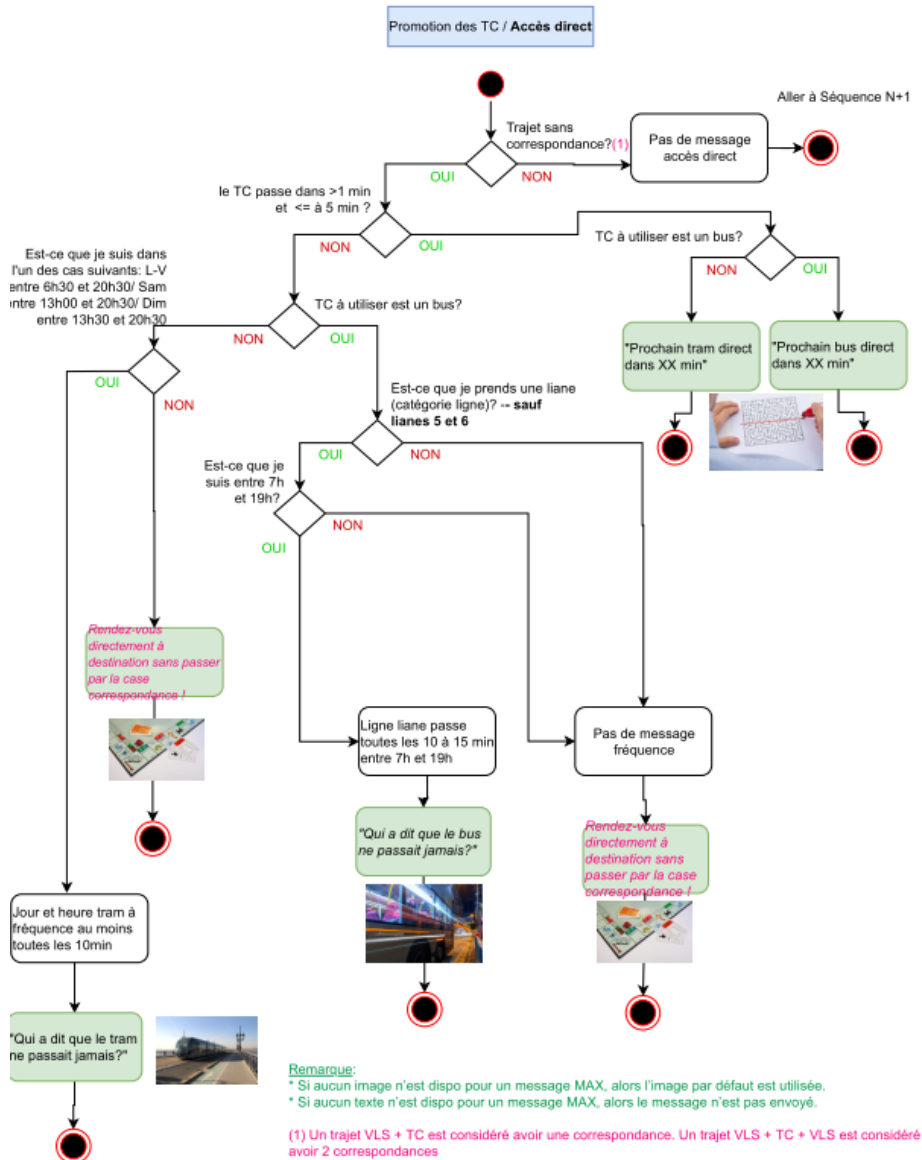 Promotion des TC / Accès direct
Aller à Séquence N+1
Trajet sans
correspondance?(1)
Pas de message
accès direct
OUI
NON
le TC passe dans >1 min
et <= à 5 min ?
NON
OUI
TC à utiliser est un bus?
NON
OUI
Est-ce que je suis dans
l'un des cas suivants: L-V
entre 6h30 et 20h30/ Sam
entre 13h00 et 20h30/ Dim
entre 13h30 et 20h30
TC à utiliser est un bus?
NON
OUI
"Prochain tram direct
dans XX min"
"Prochain bus direct
dans XX min"
OUI
NON
Est-ce que je prends une liane
(catégorie ligne)? -- sauf
lianes 5 et 6
OUI
NON
Est-ce que je
suis entre 7h
et 19h?
NON
OUI
Rendez-vous
directement à
destination sans passer
par la case
correspondance !
Ligne liane passe
toutes les 10 à 15 min
entre 7h et 19h
Pas de message
fréquence
"Qui a dit que le bus
ne passait jamais?"
Rendez-vous
directement à
destination sans
passer par la case
correspondance !
Jour et heure tram à
fréquence au moins
toutes les 10min
"Qui a dit que le tram
ne passait jamais?"
Remarque:
* Si aucun image n'est dispo pour un message MAX, alors l'image par défaut est utilisée.
* Si aucun texte n'est dispo pour un message MAX, alors le message n'est pas envoyé.
(1) Un trajet VLS + TC est considéré avoir une correspondance. Un trajet VLS + TC + VLS est considéré
avoir 2 correspondances